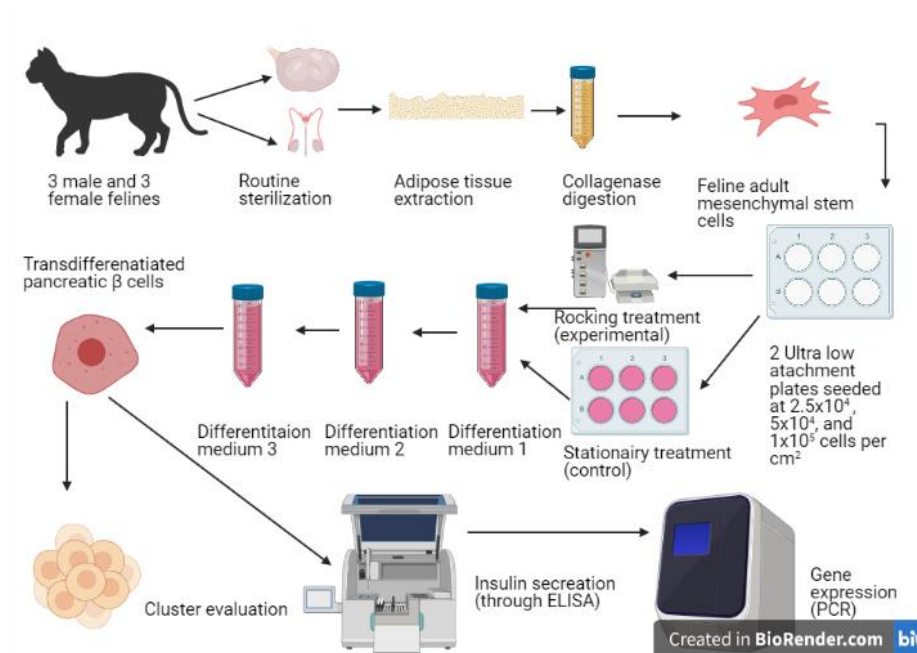 3 male and 3
female felines
Routine
sterilization
Adipose tissue
extraction
Collagenase
digestion
Feline adult
mesenchymal stem
cells
1 2 3
A
B
2 Ultra low
atachment
plates seeded
at 2.5x10⁴,
5x10⁴, and
1x10⁵ cells per
cm²
Rocking treatment
(experimental)
1 2 3
A
B
Stationairy treatment
(control)
Differentiation
medium 1
Differentiation
medium 2
Differentitaion
medium 3
Transdifferenatiated
pancreatic β cells
Cluster evaluation
Insulin secreation
(through ELISA)
Gene
expression
(PCR)
Created in BioRender.com